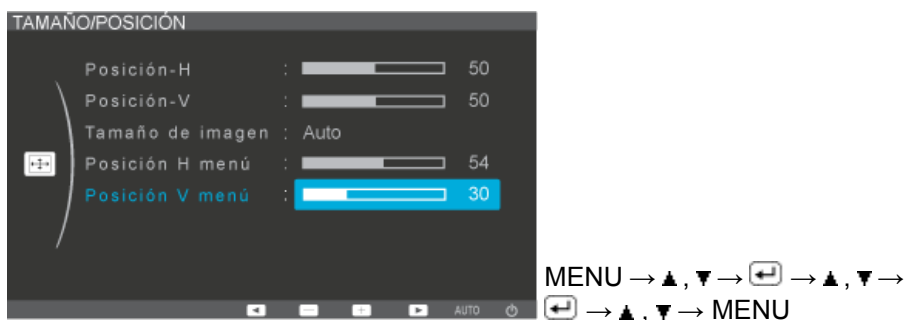 TAMAÑO/POSICIÓN
Posición-H : 50
Posición-V : 50
Tamaño de imagen : Auto
Posición H menú : 54
Posición V menú : 30
AUTO
MENU → ▲ , ▼ → ↵ → ▲ , ▼ →
↵ → ▲ , ▼ → MENU